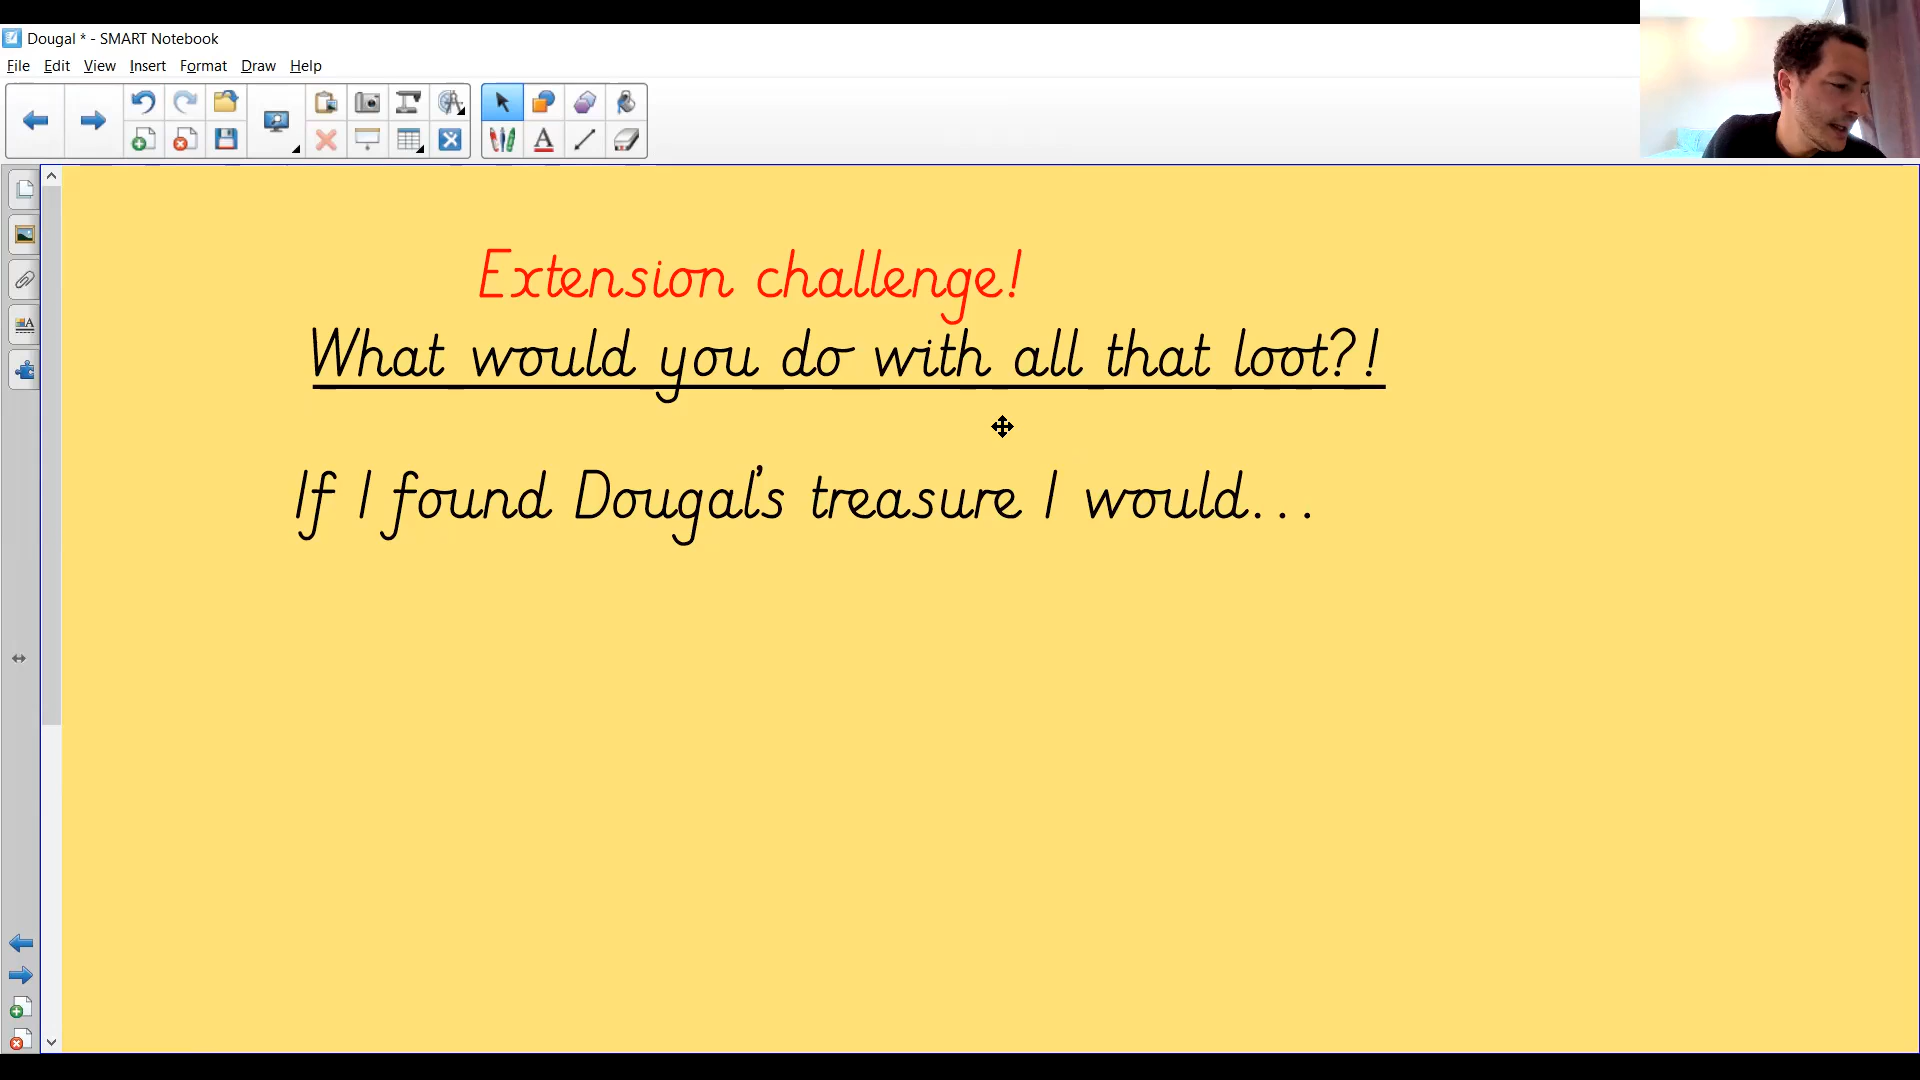 Dougal * - SMART Notebook
File Edit View Insert Format Draw Help
Extension challenge!
What would you do with all that loot?!
If I found Dougal's treasure I would...